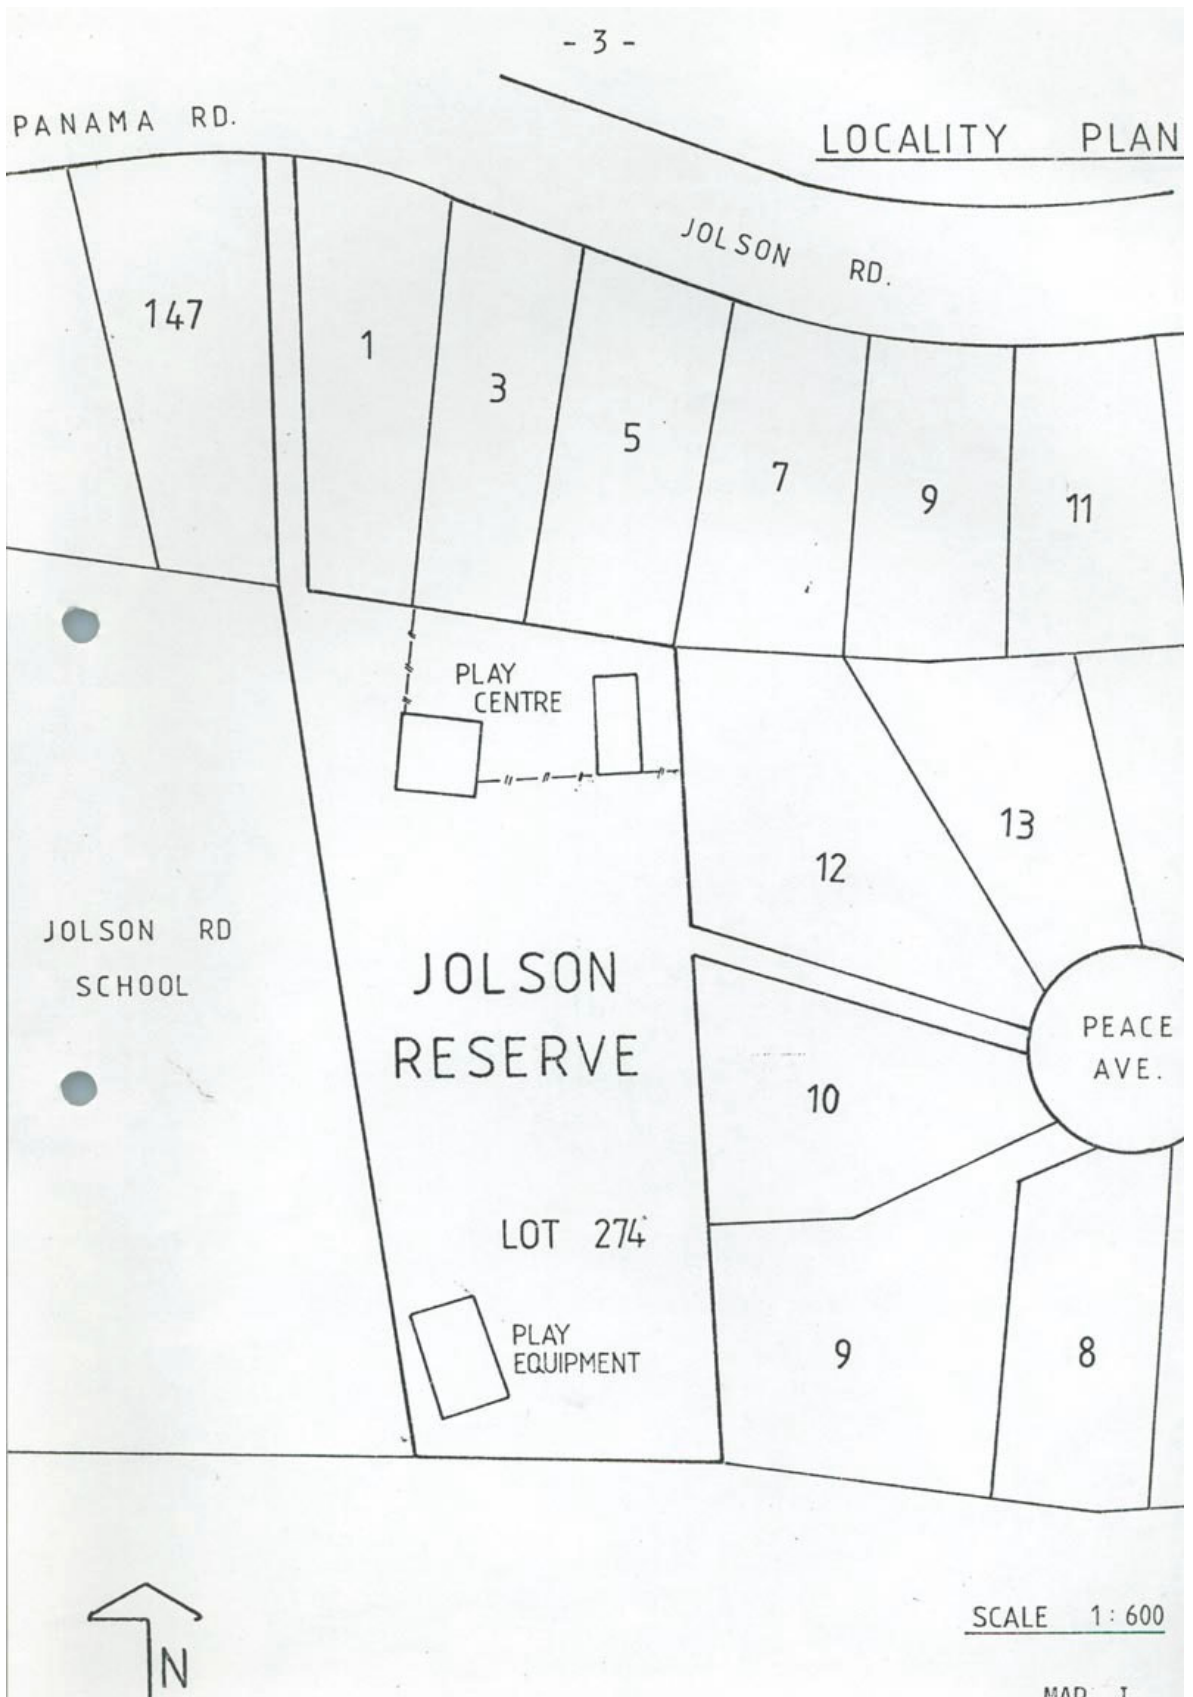 - 3 -
PANAMA RD.
LOCALITY PLAN
JOLSON RD.
147
1
3
5
7
9
11
PLAY
CENTRE
13
12
JOLSON RD
SCHOOL
JOLSON
RESERVE
PEACE
AVE.
10
LOT 274
PLAY
EQUIPMENT
9
8
SCALE 1:600
N
MAP I